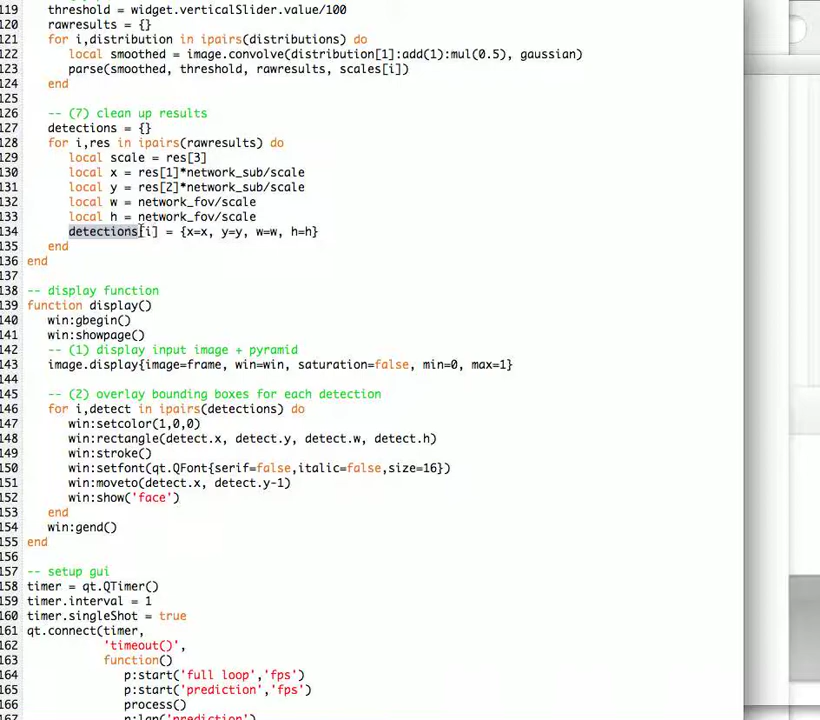 119 threshold = widget.verticalSlider.value/100
120 rawresults = {}
121 for i,distribution in ipairs(distributions) do
122 local smoothed = image.convolve(distribution[1]:add(1):mul(0.5), gaussian)
123 parse(smoothed, threshold, rawresults, scales[i])
124 end
125
126 -- (7) clean up results
127 detections = {}
128 for i,res in ipairs(rawresults) do
129 local scale = res[3]
130 local x = res[1]*network_sub/scale
131 local y = res[2]*network_sub/scale
132 local w = network_fov/scale
133 local h = network_fov/scale
134 detections[i] = {x=x, y=y, w=w, h=h}
135 end
136 end
137
138 -- display function
139 function display()
140 win:gbegin()
141 win:showpage()
142 -- (1) display input image + pyramid
143 image.display{image=frame, win=win, saturation=false, min=0, max=1}
144
145 -- (2) overlay bounding boxes for each detection
146 for i,detect in ipairs(detections) do
147 win:setcolor(1,0,0)
148 win:rectangle(detect.x, detect.y, detect.w, detect.h)
149 win:stroke()
150 win:setfont(qt.QFont{serif=false,italic=false,size=16})
151 win:moveto(detect.x, detect.y-1)
152 win:show('face')
153 end
154 win:gend()
155 end
156
157 -- setup gui
158 timer = qt.QTimer()
159 timer.interval = 1
160 timer.singleShot = true
161 qt.connect(timer,
162 'timeout()',
163 function()
164 p:start('full loop','fps')
165 p:start('prediction','fps')
166 process()
167 p:lap('prediction')